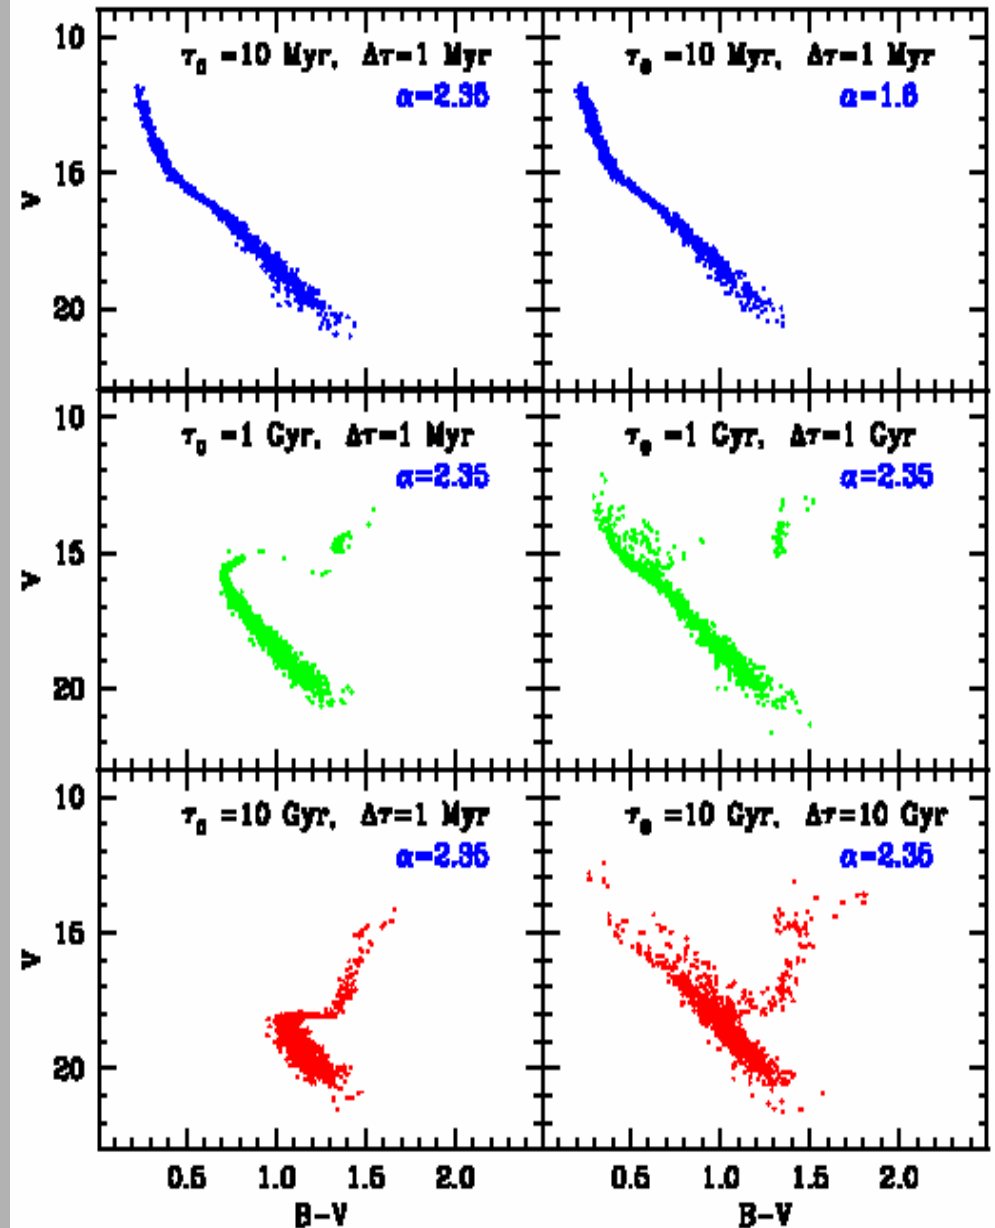 10
τ₀ =10 Myr, Δτ=1 Myr
α=2.35
τ₀ =10 Myr, Δτ=1 Myr
α=1.6
V
15
20
10
τ₀ =1 Gyr, Δτ=1 Myr
α=2.35
τ₀ =1 Gyr, Δτ=1 Gyr
α=2.35
V
15
20
10
τ₀ =10 Gyr, Δτ=1 Myr
α=2.35
τ₀ =10 Gyr, Δτ=10 Gyr
α=2.35
V
15
20
0.5 1.0 1.5 2.0
0.5 1.0 1.5 2.0
B-V
B-V